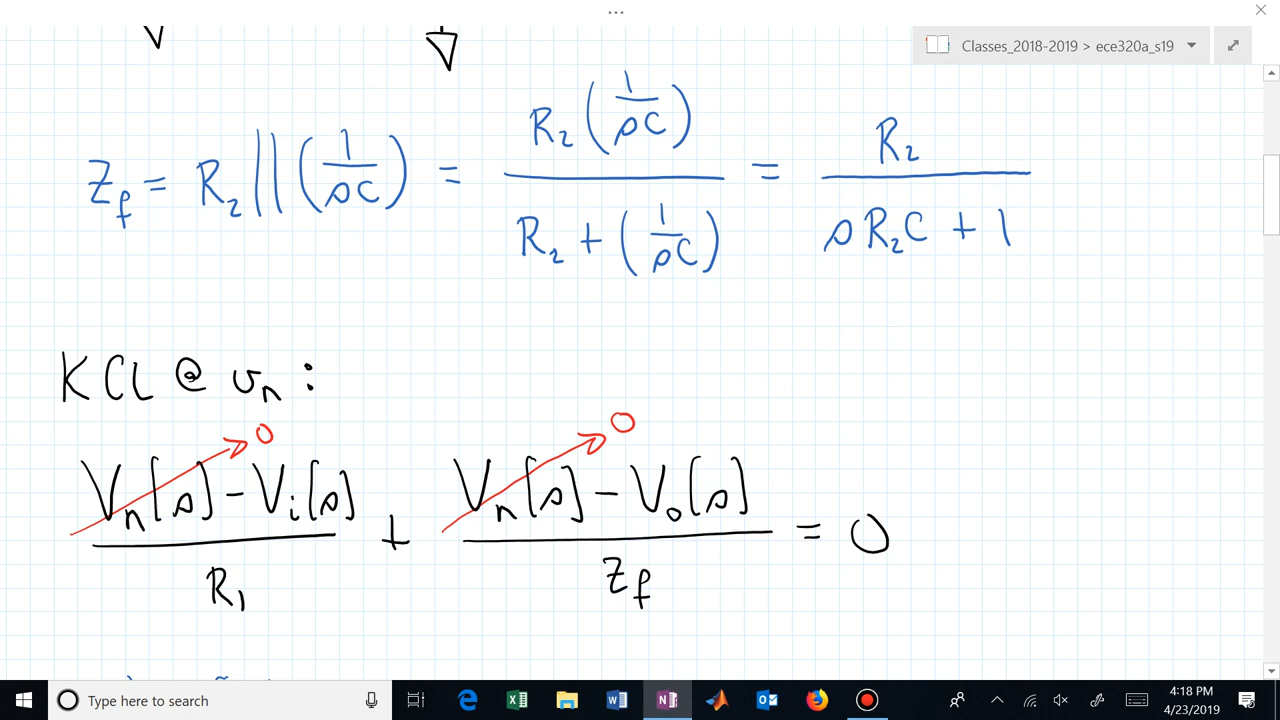 Classes_2018-2019 > ece320a_s19
Z_f = R_2 || (1/sC) = R_2 (1/sC) / (R_2 + (1/sC)) = R_2 / (s R_2 C + 1)
KCL @ v_n :
0 0
(V_n[s] - V_i[s]) / R_1 + (V_n[s] - V_o[s]) / Z_f = 0
Type here to search
4:18 PM
4/23/2019